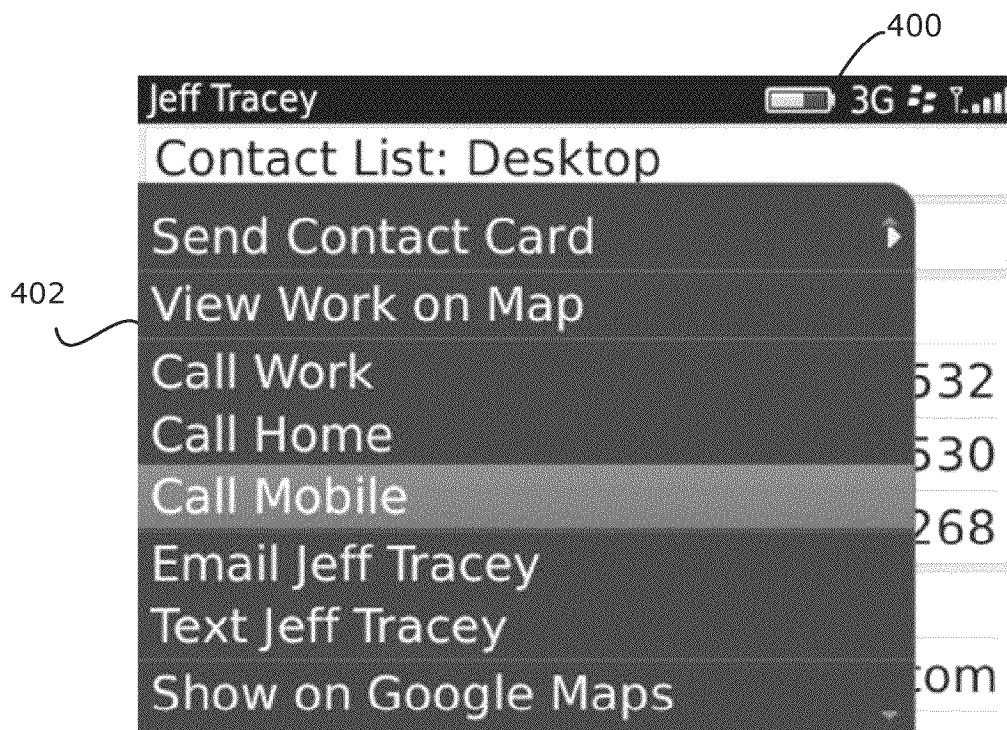 400
Jeff Tracey 3G
Contact List: Desktop
Send Contact Card
402
View Work on Map
Call Work
532
Call Home
530
Call Mobile
268
Email Jeff Tracey
Text Jeff Tracey
com
Show on Google Maps